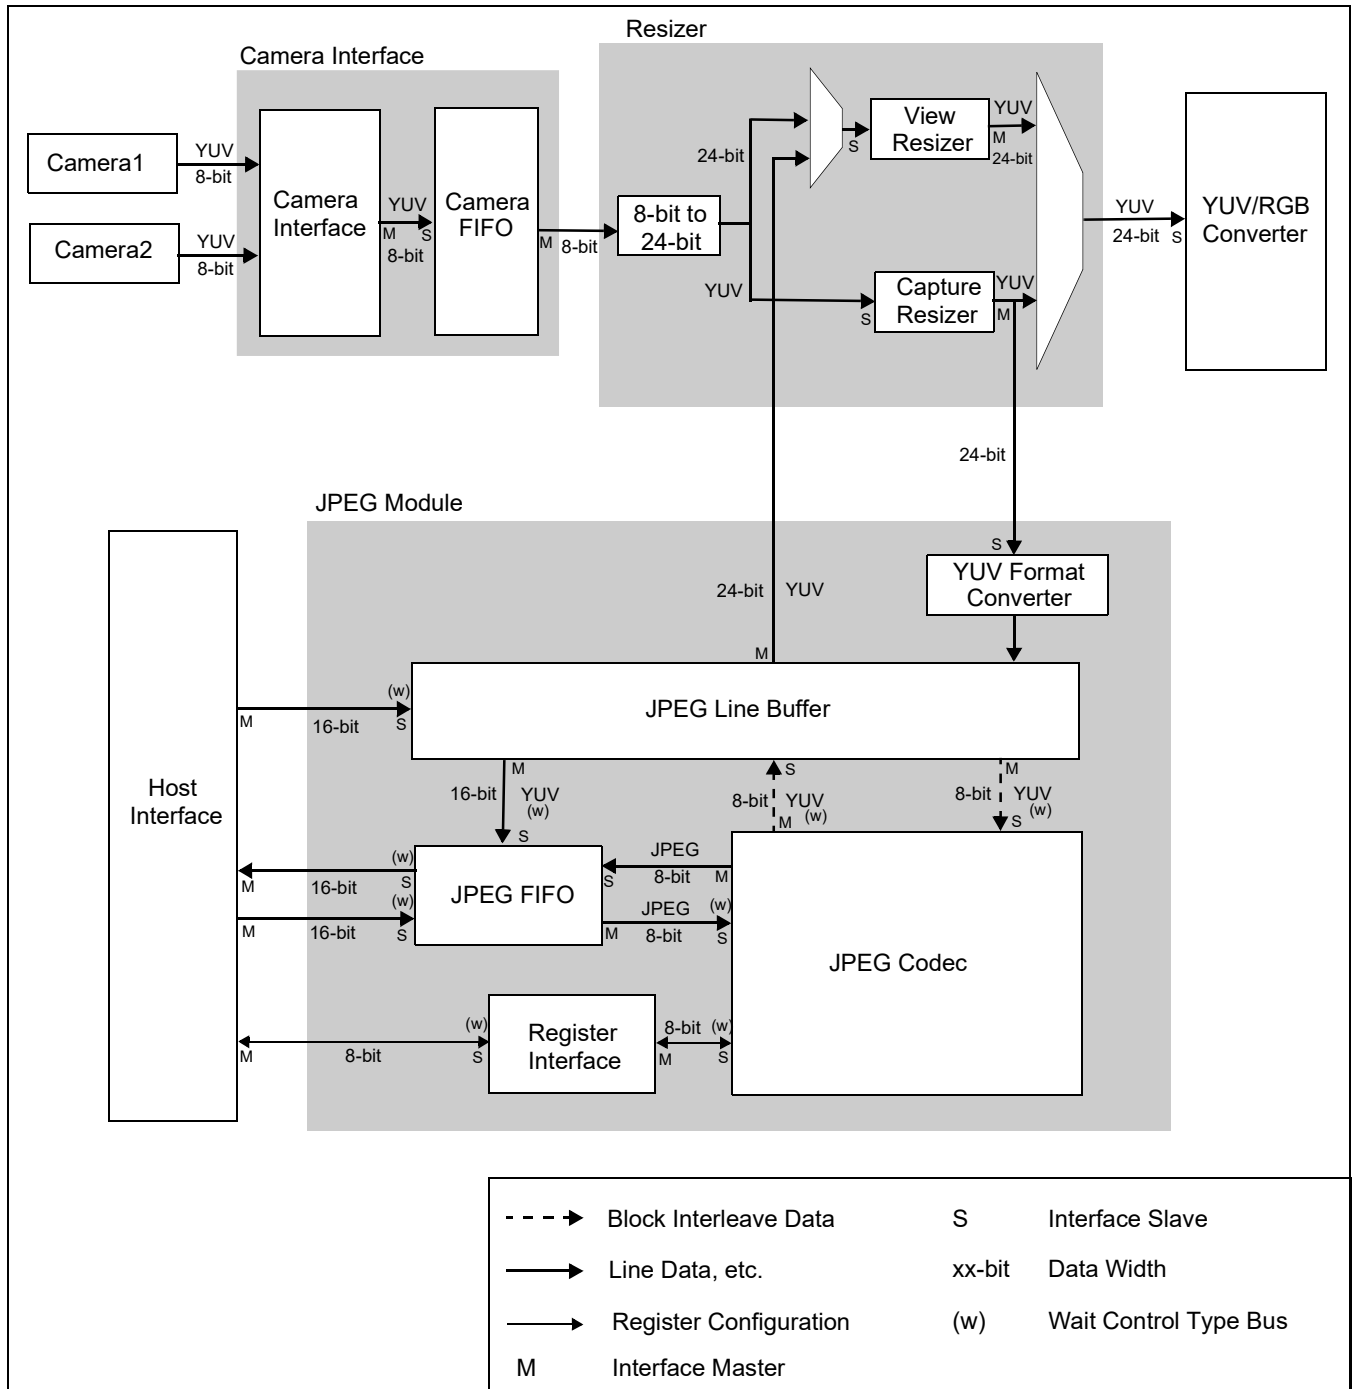 Resizer
Camera Interface
Camera1
YUV
8-bit
Camera2
YUV
8-bit
Camera
Interface
YUV
M
S
8-bit
Camera
FIFO
M
8-bit
8-bit to
24-bit
24-bit
YUV
S
View
Resizer
YUV
M
24-bit
S
Capture
Resizer
YUV
M
YUV
24-bit
S
YUV/RGB
Converter
24-bit
JPEG Module
S
YUV Format
Converter
24-bit
YUV
M
Host
Interface
M
16-bit
(w)
S
JPEG Line Buffer
M
16-bit
YUV
(w)
S
S
8-bit
YUV
(w)
M
M
8-bit
YUV
(w)
S
M
16-bit
(w)
S
M
16-bit
(w)
S
JPEG FIFO
JPEG
S
8-bit
M
JPEG
(w)
M
8-bit
S
JPEG Codec
M
8-bit
(w)
S
Register
Interface
8-bit
(w)
M
S
Block Interleave Data
S
Interface Slave
Line Data, etc.
xx-bit
Data Width
Register Configuration
(w)
Wait Control Type Bus
M
Interface Master